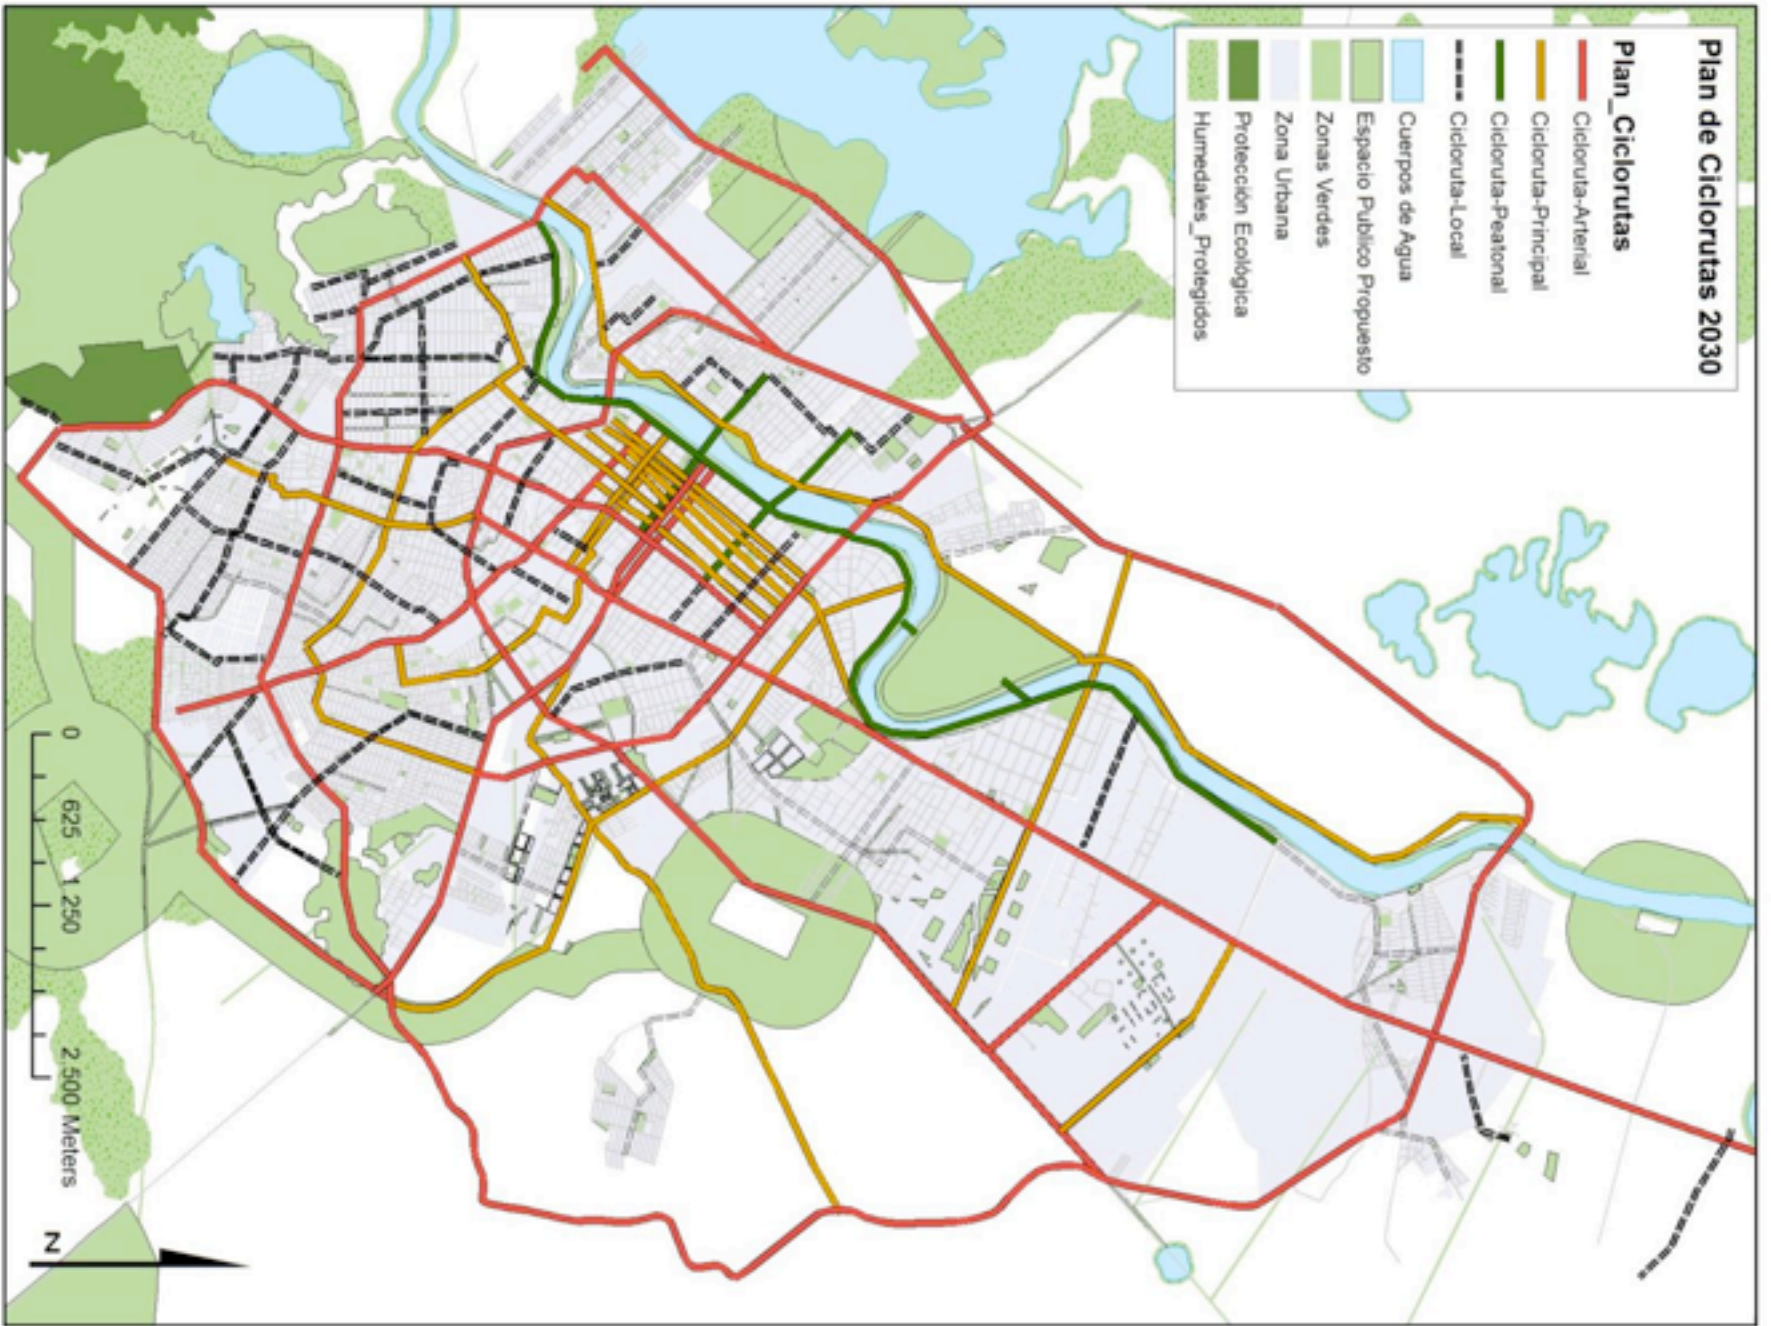 Plan de Ciclorutas 2030
Plan_Ciclorutas
Cicloruta-Arterial
Cicloruta-Principal
Cicloruta-Peatonal
Cicloruta-Local
Cuerpos de Agua
Espacio Publico Propuesto
Zonas Verdes
Zona Urbana
Protección Ecológica
Humedales_Protegidos
0 625 1.250 2.500 Meters
N